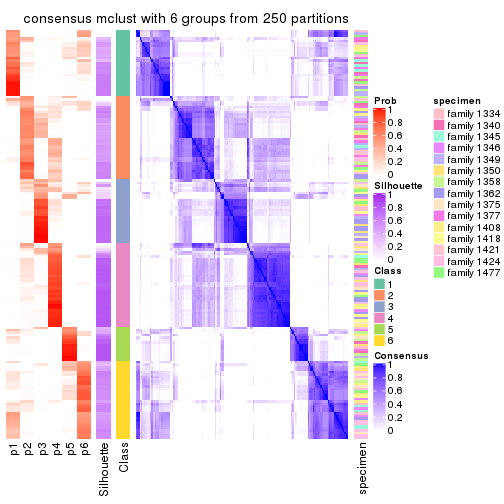 consensus mclust with 6 groups from 250 partitions
p1
p2
p3
p4
p5
p6
Silhouette
Class
specimen
Prob
1
0.8
0.6
0.4
0.2
0
Silhouette
1
0.8
0.6
0.4
0.2
0
Class
1
2
3
4
5
6
Consensus
1
0.8
0.6
0.4
0.2
0
specimen
family 1334
family 1340
family 1345
family 1346
family 1349
family 1350
family 1358
family 1362
family 1375
family 1377
family 1408
family 1418
family 1421
family 1424
family 1477